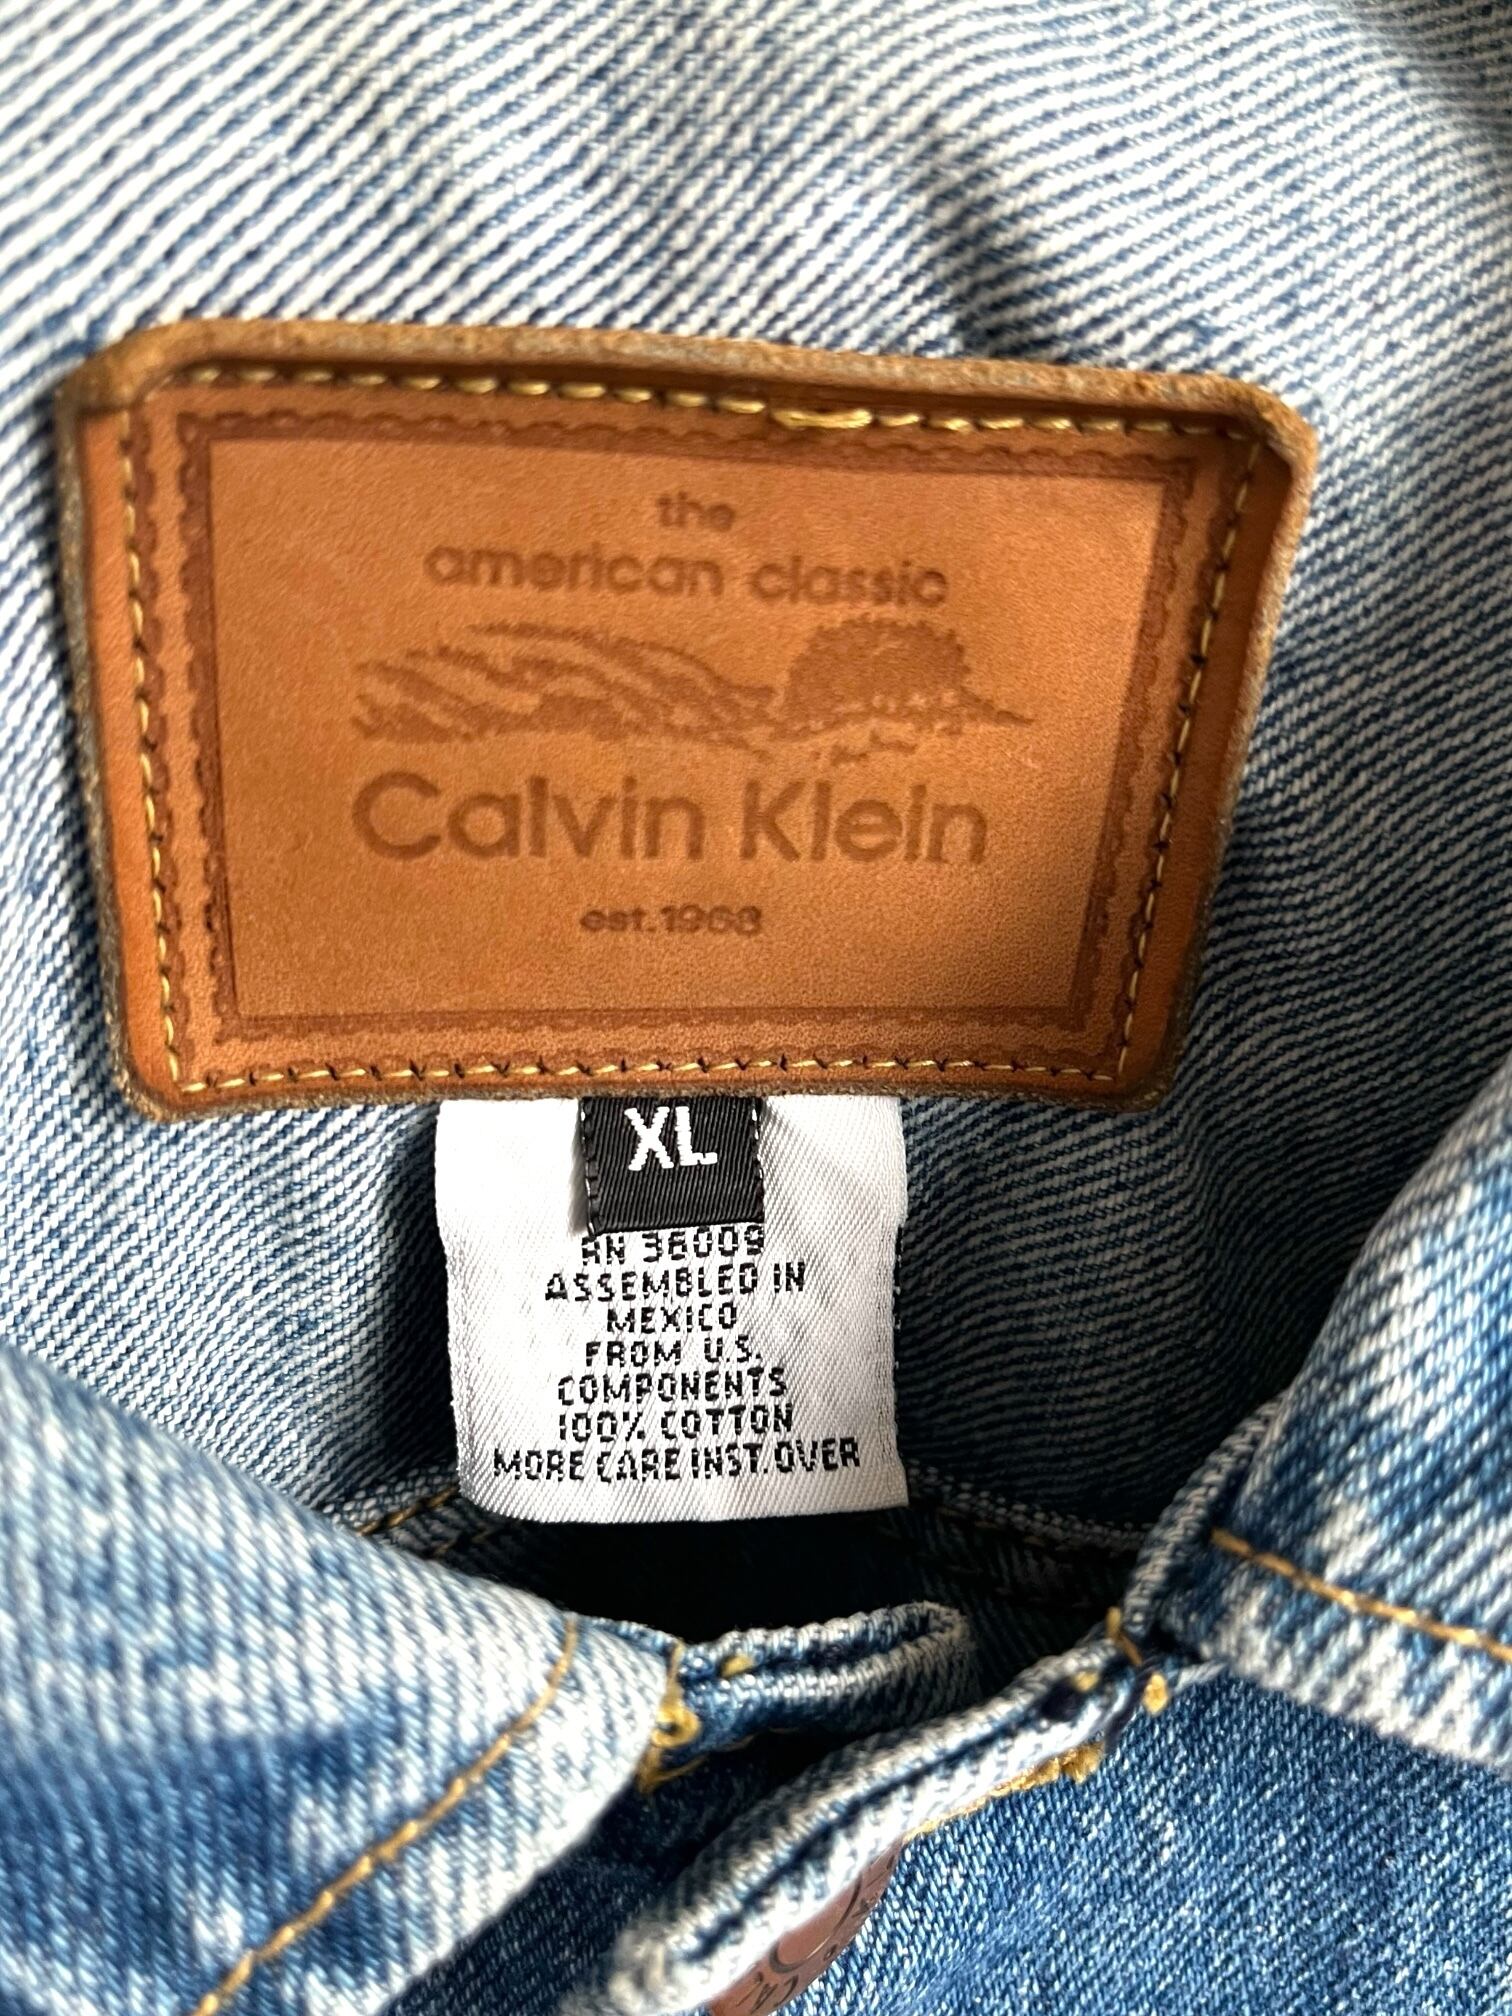 the
american classic
Calvin Klein
est.1968
XL
RN 36009
ASSEMBLED IN
MEXICO
FROM U.S.
COMPONENTS
100% COTTON
MORE CARE INST. OVER